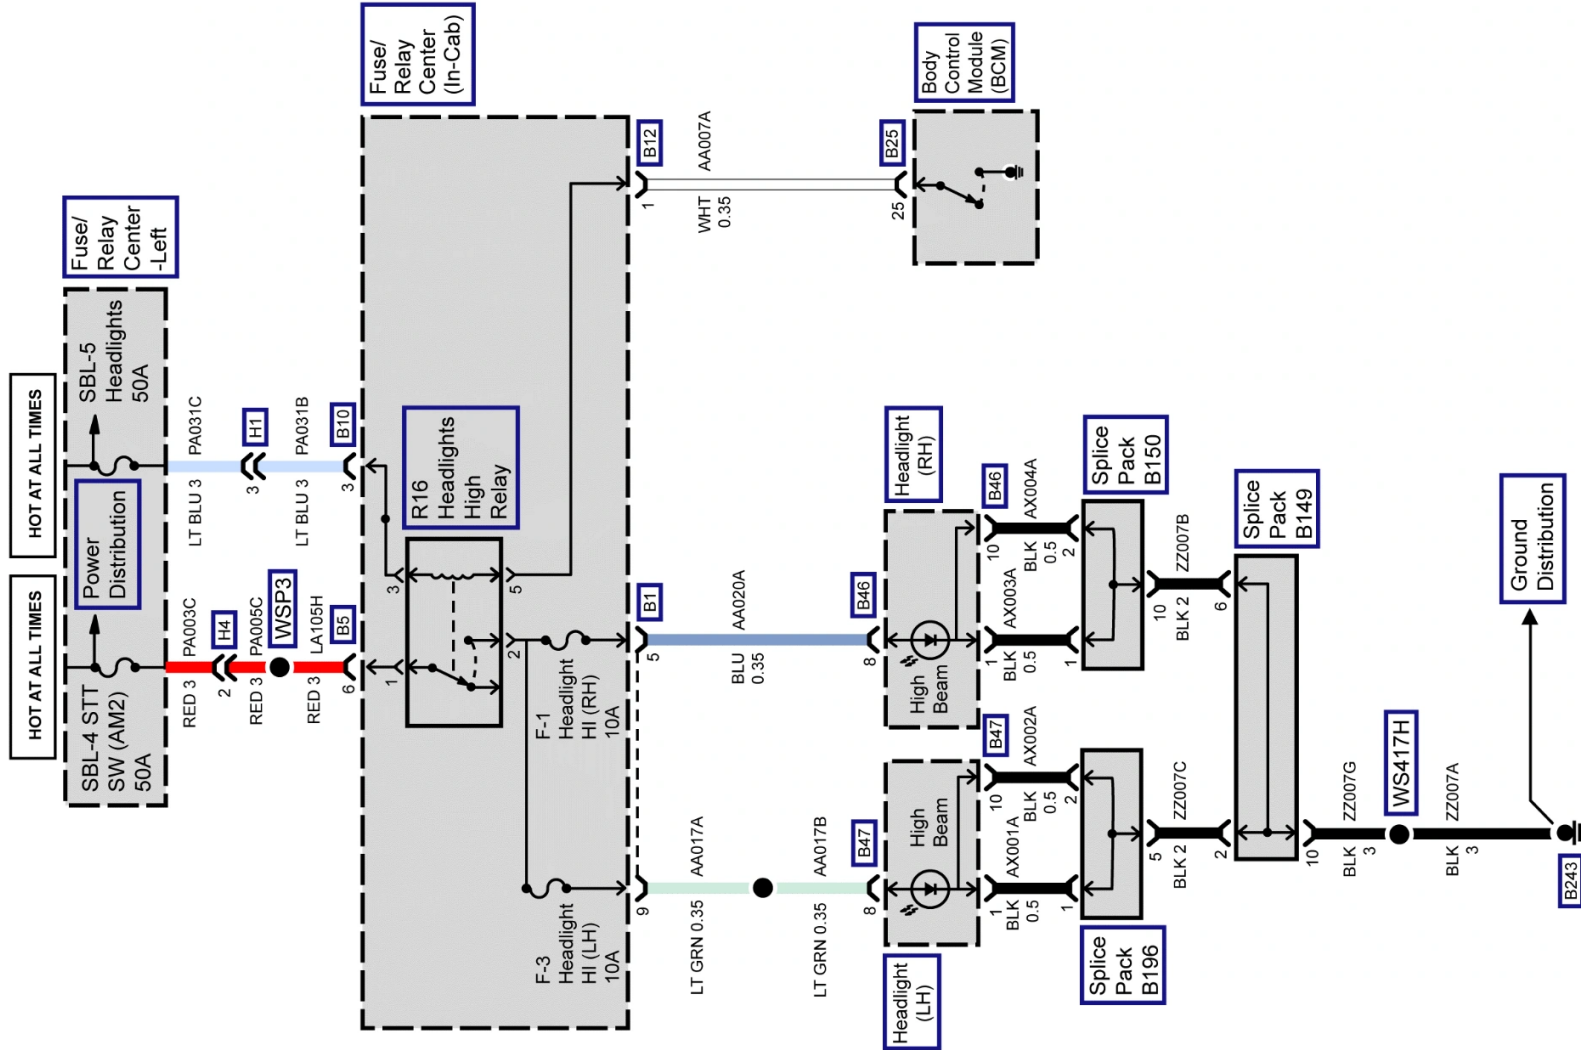 HOT AT ALL TIMES
HOT AT ALL TIMES
SBL-4 STT
SW (AM2)
50A
Power
Distribution
SBL-5
Headlights
50A
Fuse/
Relay
Center
-Left
RED 3
PA003C
2
H4
RED 3
PA005C
WSP3
RED 3
LA105H
6
B5
LT BLU 3
PA031C
3
H1
LT BLU 3
PA031B
3
B10
Fuse/
Relay
Center
(In-Cab)
1
3
R16
Headlights
High
Relay
2
5
F-3
Headlight
HI (LH)
10A
F-1
Headlight
HI (RH)
10A
9
5
B1
1
B12
LT GRN 0.35
AA017A
LT GRN 0.35
AA017B
BLU
0.35
AA020A
WHT
0.35
AA007A
8
B47
8
B46
25
B25
Headlight
(LH)
High
Beam
High
Beam
Headlight
(RH)
Body
Control
Module
(BCM)
1
BLK
0.5
AX001A
1
10
BLK
0.5
AX002A
2
B47
1
BLK
0.5
AX003A
1
10
BLK
0.5
AX004A
2
B46
Splice
Pack
B196
Splice
Pack
B150
5
BLK 2
ZZ007C
2
10
BLK 2
ZZ007B
6
Splice
Pack
B149
10
BLK
3
ZZ007G
WS417H
BLK
3
ZZ007A
Ground
Distribution
B243